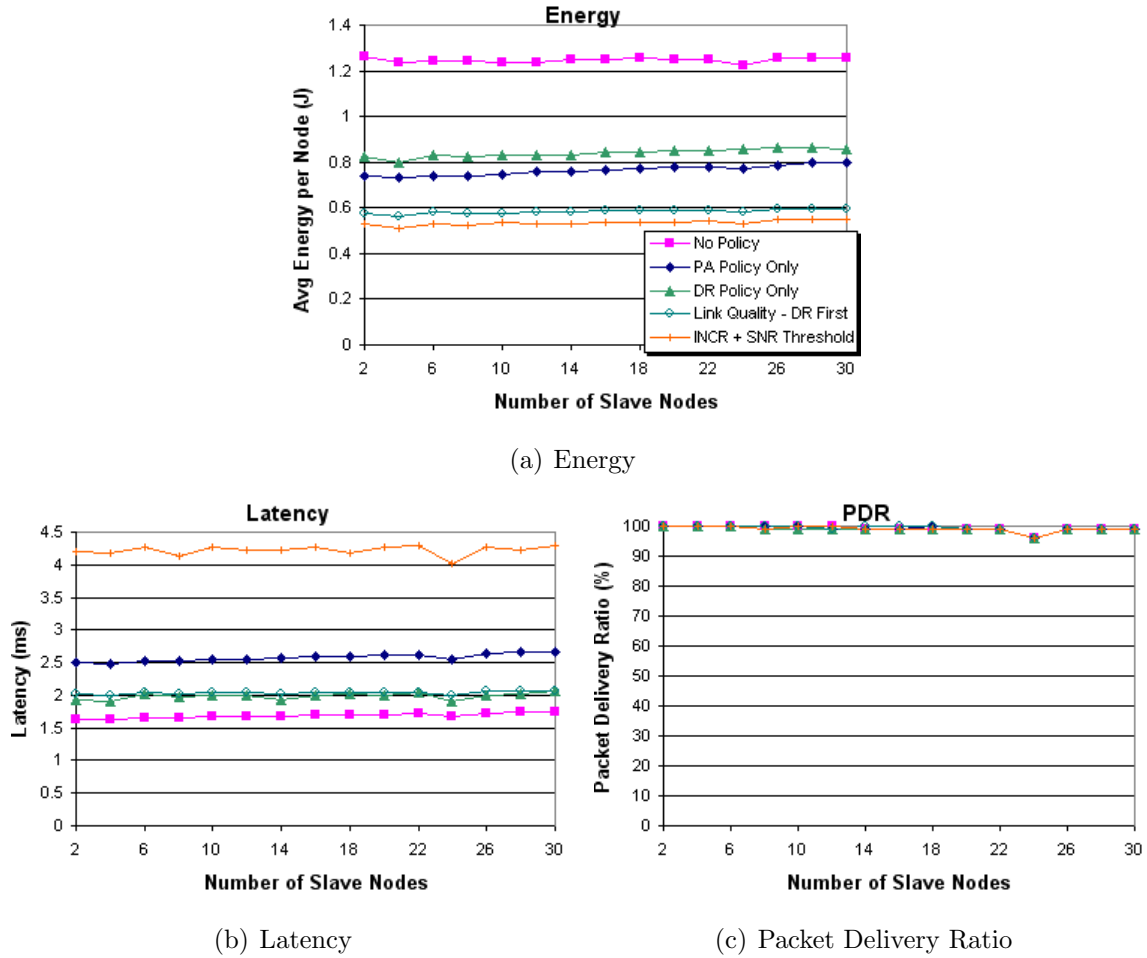 Energy
1.4
1.2
1
0.8
0.6
0.4
0.2
0
Avg Energy per Node (J)
No Policy
PA Policy Only
DR Policy Only
Link Quality - DR First
INCR + SNR Threshold
2 6 10 14 18 22 26 30
Number of Slave Nodes
(a) Energy
Latency
4.5
4
3.5
3
2.5
2
1.5
1
0.5
0
Latency (ms)
2 6 10 14 18 22 26 30
Number of Slave Nodes
(b) Latency
PDR
100
90
80
70
60
50
40
30
20
10
0
Packet Delivery Ratio (%)
2 6 10 14 18 22 26 30
Number of Slave Nodes
(c) Packet Delivery Ratio